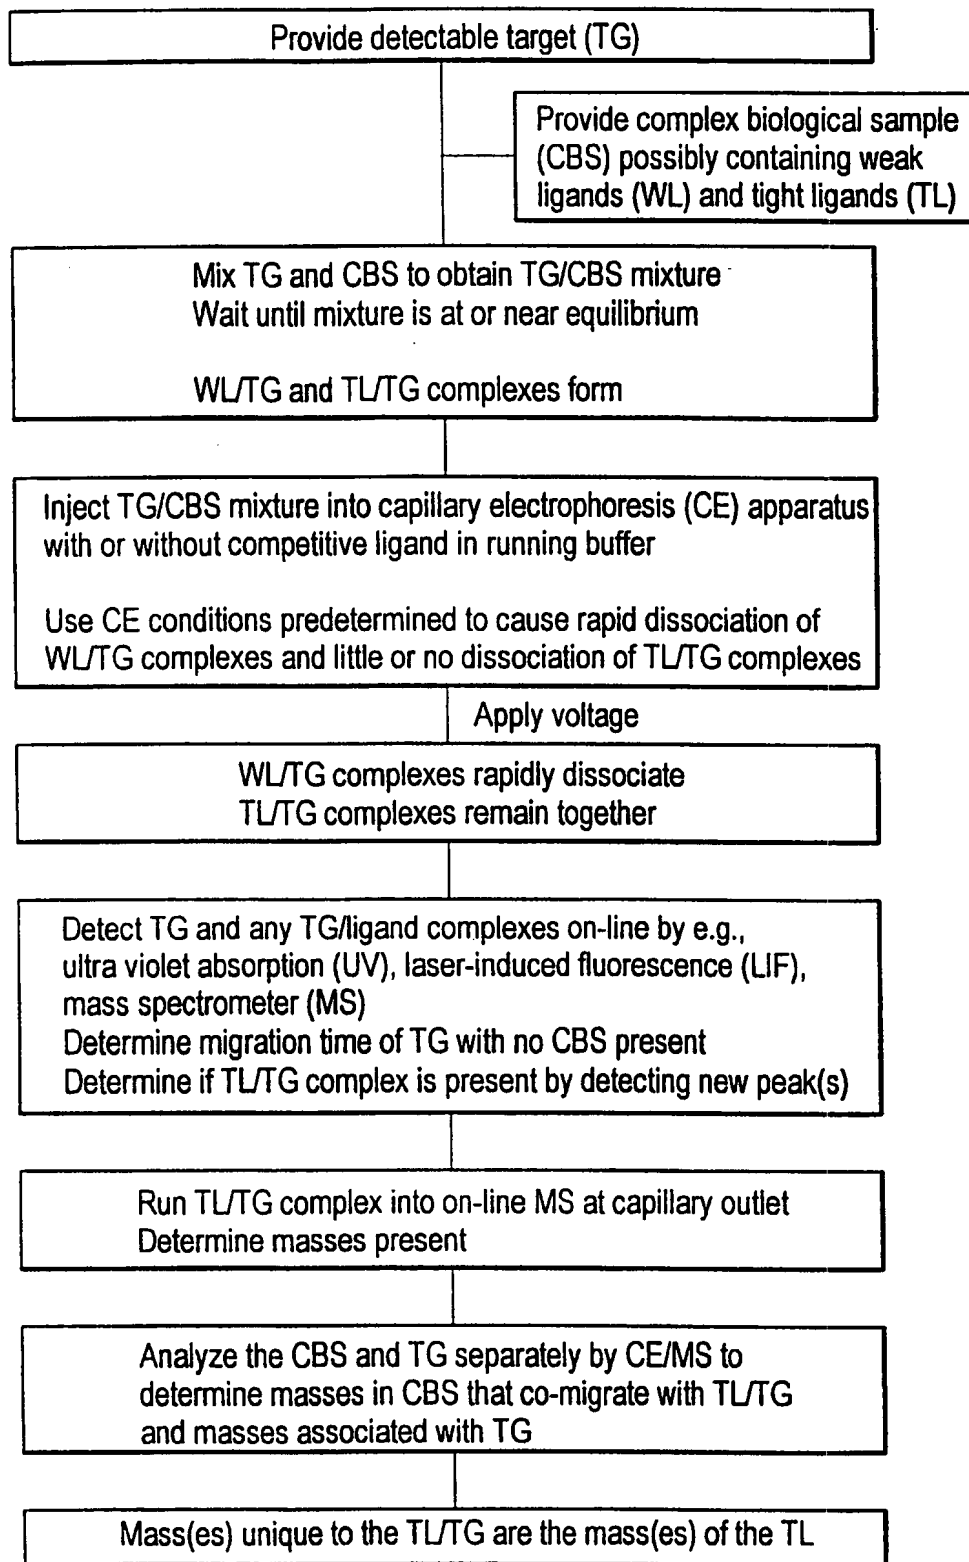 Provide detectable target (TG)
Provide complex biological sample
(CBS) possibly containing weak
ligands (WL) and tight ligands (TL)
Mix TG and CBS to obtain TG/CBS mixture
Wait until mixture is at or near equilibrium
WL/TG and TL/TG complexes form
Inject TG/CBS mixture into capillary electrophoresis (CE) apparatus
with or without competitive ligand in running buffer
Use CE conditions predetermined to cause rapid dissociation of
WL/TG complexes and little or no dissociation of TL/TG complexes
Apply voltage
WL/TG complexes rapidly dissociate
TL/TG complexes remain together
Detect TG and any TG/ligand complexes on-line by e.g.,
ultra violet absorption (UV), laser-induced fluorescence (LIF),
mass spectrometer (MS)
Determine migration time of TG with no CBS present
Determine if TL/TG complex is present by detecting new peak(s)
Run TL/TG complex into on-line MS at capillary outlet
Determine masses present
Analyze the CBS and TG separately by CE/MS to
determine masses in CBS that co-migrate with TL/TG
and masses associated with TG
Mass(es) unique to the TL/TG are the mass(es) of the TL